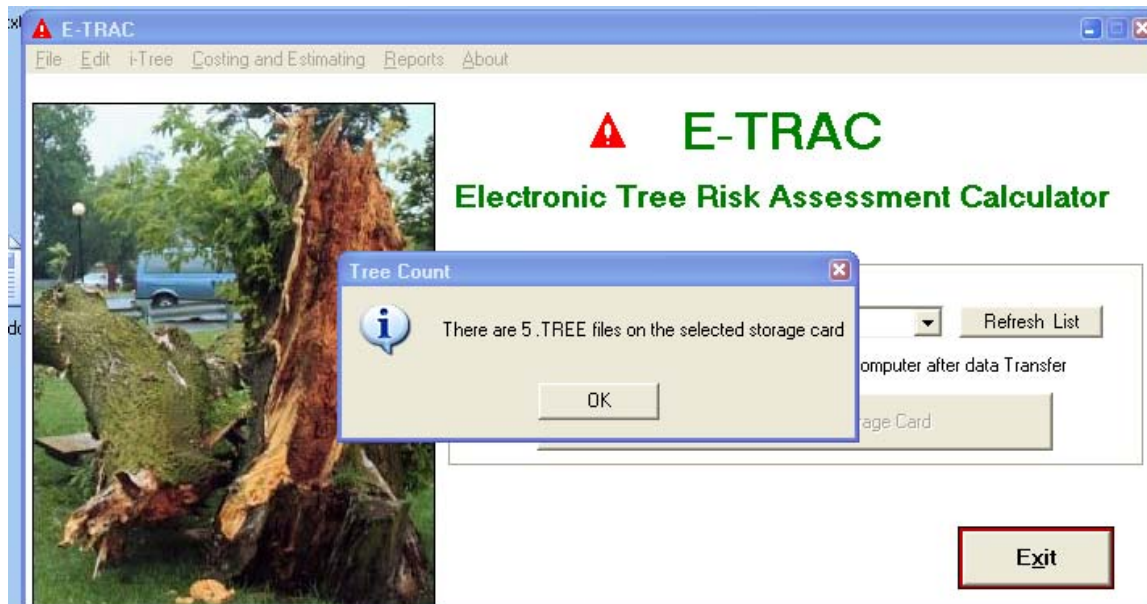 E-TRAC
File Edit i-Tree Costing and Estimating Reports About
E-TRAC
Electronic Tree Risk Assessment Calculator
Tree Count
There are 5 .TREE files on the selected storage card
OK
Refresh List
omputer after data Transfer
rage Card
Exit